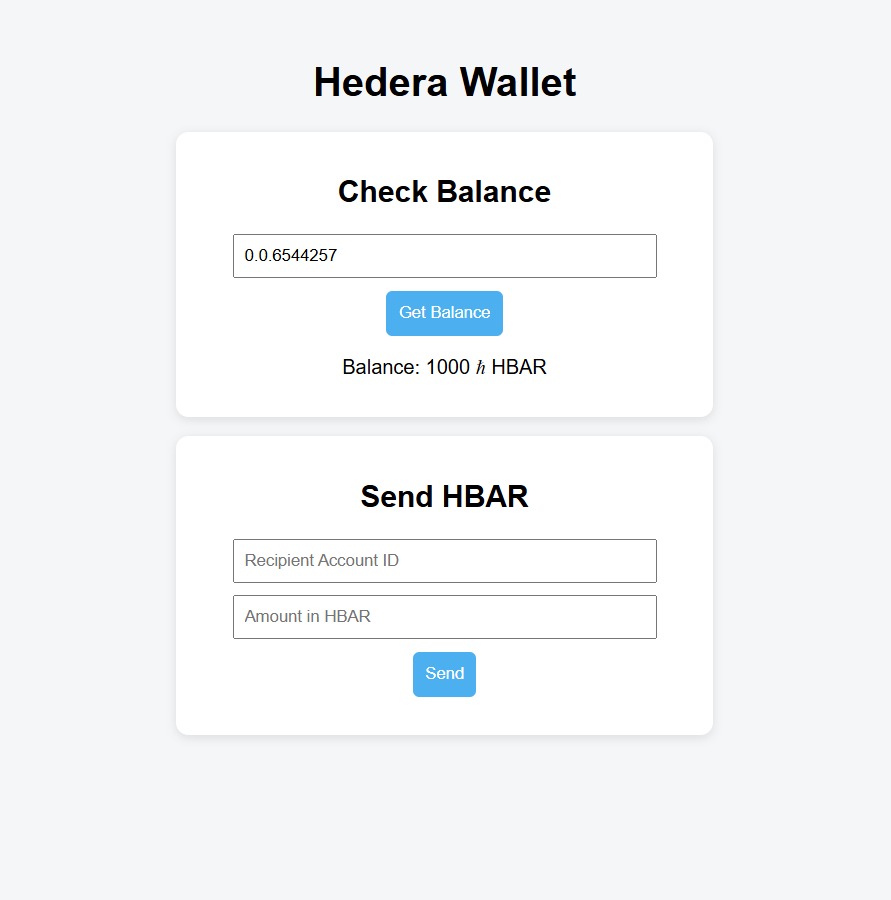 Hedera Wallet
Check Balance
0.0.6544257
Get Balance
Balance: 1000 ℏ HBAR
Send HBAR
Recipient Account ID
Amount in HBAR
Send